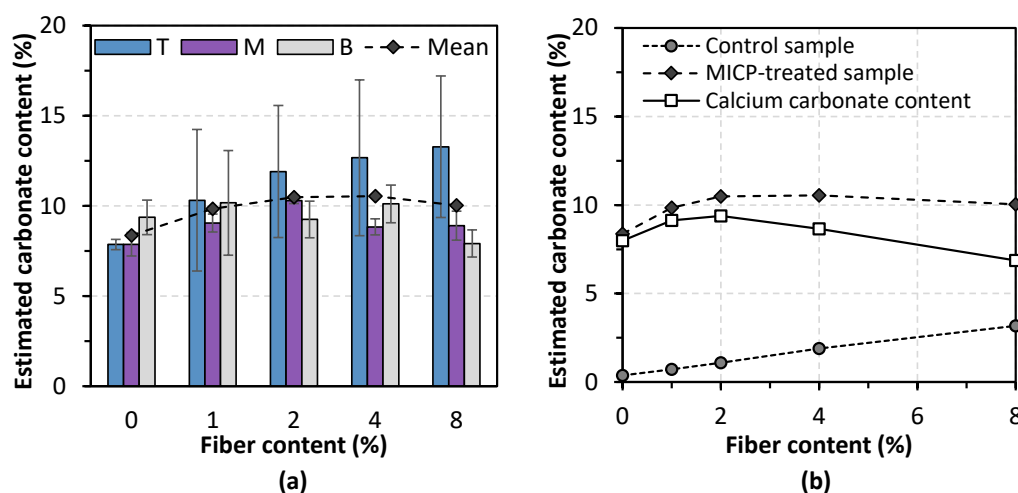 Estimated carbonate content (%)
20
15
10
5
0
T M B Mean
0 1 2 4 8
Fiber content (%)
(a)
Estimated carbonate content (%)
20
15
10
5
0
Control sample
MICP-treated sample
Calcium carbonate content
0 2 4 6 8
Fiber content (%)
(b)